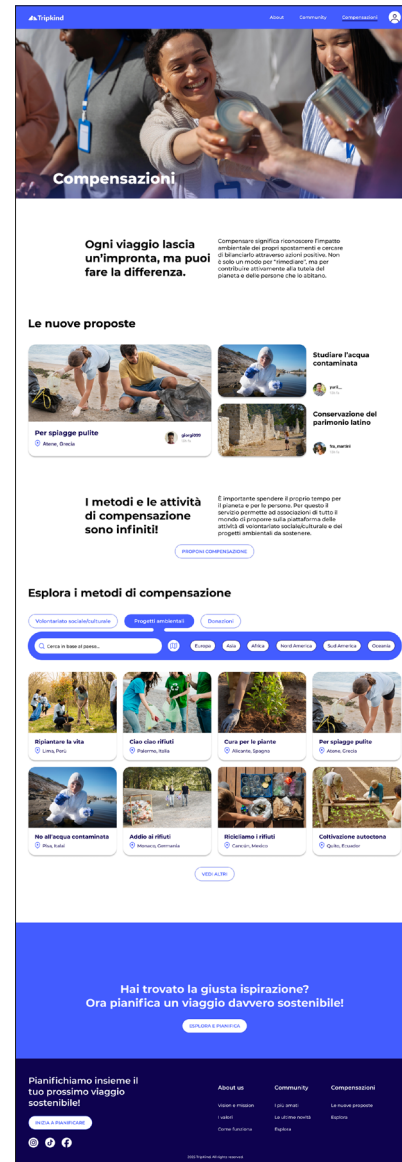 Tripkind
About Community Compensazioni
Compensazioni
Ogni viaggio lascia
un'impronta, ma puoi
fare la differenza.
Compensare significa riconoscere l'impatto
ambientale dei propri spostamenti e cercare
di bilanciarlo attraverso azioni positive. Non
è solo un modo per "rimediare", ma per
contribuire attivamente alla tutela del
pianeta e delle persone che lo abitano.
Le nuove proposte
Per spiagge pulite
Atene, Grecia
giorgi999
Studiare l'acqua
contaminata
Conservazione del
parimonio latino
I metodi e le attività
di compensazione
sono infiniti!
È importante spendere il proprio tempo per
il pianeta e per le persone. Per questo il
servizio permette ad associazioni di tutto il
mondo di proporre sulla piattaforma delle
attività di volontariato sociale/culturale e dei
progetti ambientali da sostenere.
PROPONI COMPENSAZIONE
Esplora i metodi di compensazione
Volontariato sociale/culturale Progetti ambientali Donazioni
Cerca in base al paese... Europa Asia Africa Nord America Sud America Oceania
Ripiantare la vita
Lima, Perù
Ciao ciao rifiuti
Palermo, Italia
Cura per le piante
Alicante, Spagna
Per spiagge pulite
Atene, Grecia
No all'acqua contaminata
Pisa, Italai
Addio ai rifiuti
Monaco, Germania
Ricicliamo i rifiuti
Cancún, Mexico
Coltivazione autoctona
Quito, Ecuador
VEDI ALTRI
Hai trovato la giusta ispirazione?
Ora pianifica un viaggio davvero sostenibile!
ESPLORA E PIANIFICA
Pianifichiamo insieme il
tuo prossimo viaggio
sostenibile!
INIZIA A PIANIFICARE
About us
Vision e mission
I valori
Come funziona
Community
I più amati
Le ultime novità
Esplora
Compensazioni
Le nuove proposte
Esplora
2025 Tripkind All rights reserved